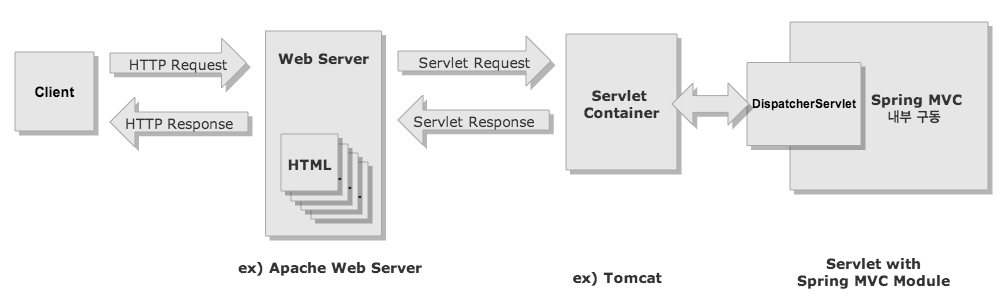 Client
HTTP Request
HTTP Response
Web Server
HTML
Servlet Request
Servlet Response
Servlet
Container
DispatcherServlet
Spring MVC
내부 구동
ex) Apache Web Server
ex) Tomcat
Servlet with
Spring MVC Module